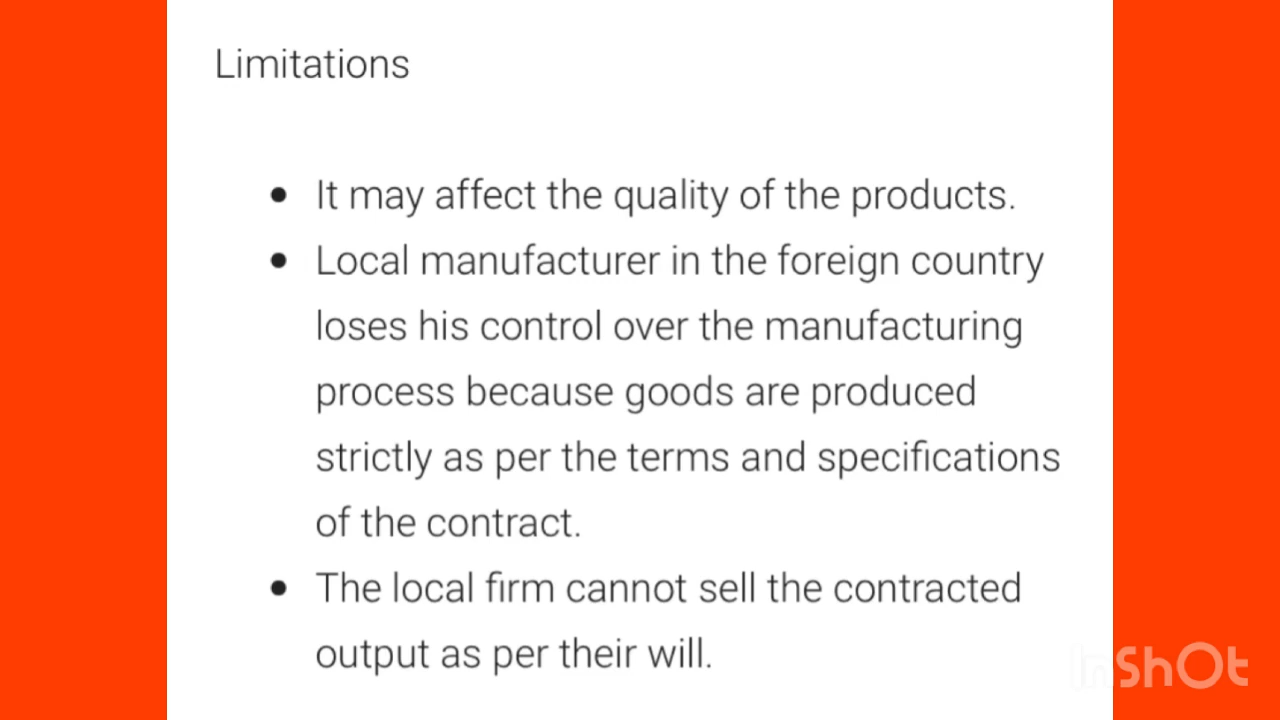 Limitations
• It may affect the quality of the products.
• Local manufacturer in the foreign country
loses his control over the manufacturing
process because goods are produced
strictly as per the terms and specifications
of the contract.
• The local firm cannot sell the contracted
output as per their will.
InShOt